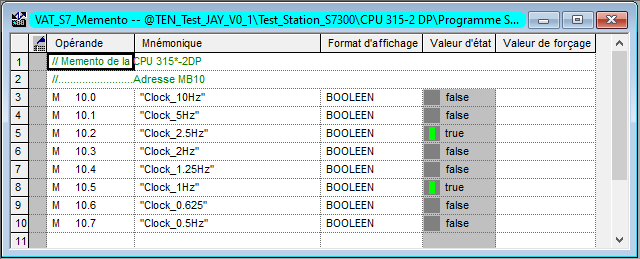 VAT_S7_Memento -- @TEN_Test_JAY_V0_1\Test_Station_S7300\CPU 315-2 DP\Programme S...
Opérande Mnémonique Format d'affichage Valeur d'état Valeur de forçage
1 // Memento de la CPU 315*-2DP
2 //.........................Adresse MB10
3 M 10.0 "Clock_10Hz" BOOLEEN false
4 M 10.1 "Clock_5Hz" BOOLEEN false
5 M 10.2 "Clock_2.5Hz" BOOLEEN true
6 M 10.3 "Clock_2Hz" BOOLEEN false
7 M 10.4 "Clock_1.25Hz" BOOLEEN false
8 M 10.5 "Clock_1Hz" BOOLEEN true
9 M 10.6 "Clock_0.625" BOOLEEN false
10 M 10.7 "Clock_0.5Hz" BOOLEEN false
11